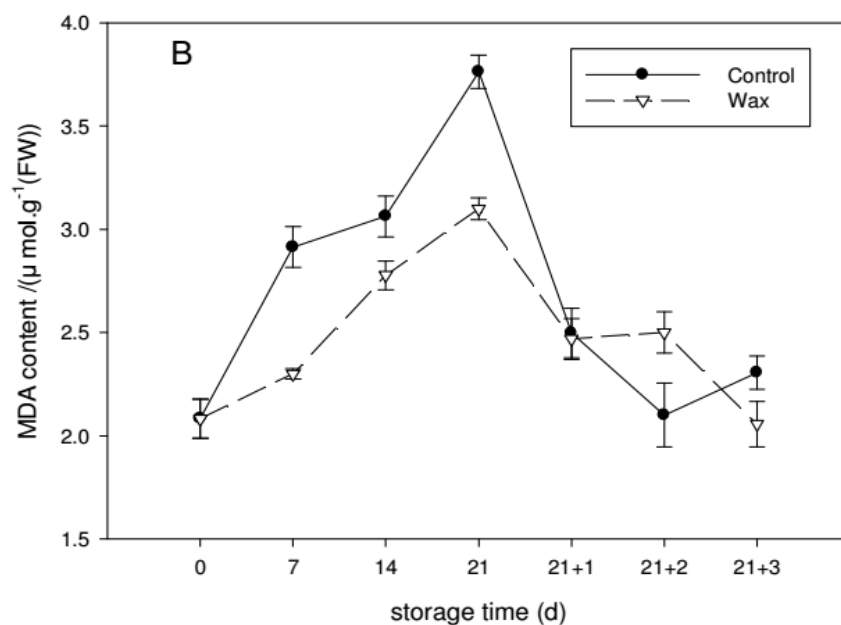 B
Control
Wax
MDA content /(μ mol.g⁻¹(FW))
4.0
3.5
3.0
2.5
2.0
1.5
0 7 14 21 21+1 21+2 21+3
storage time (d)